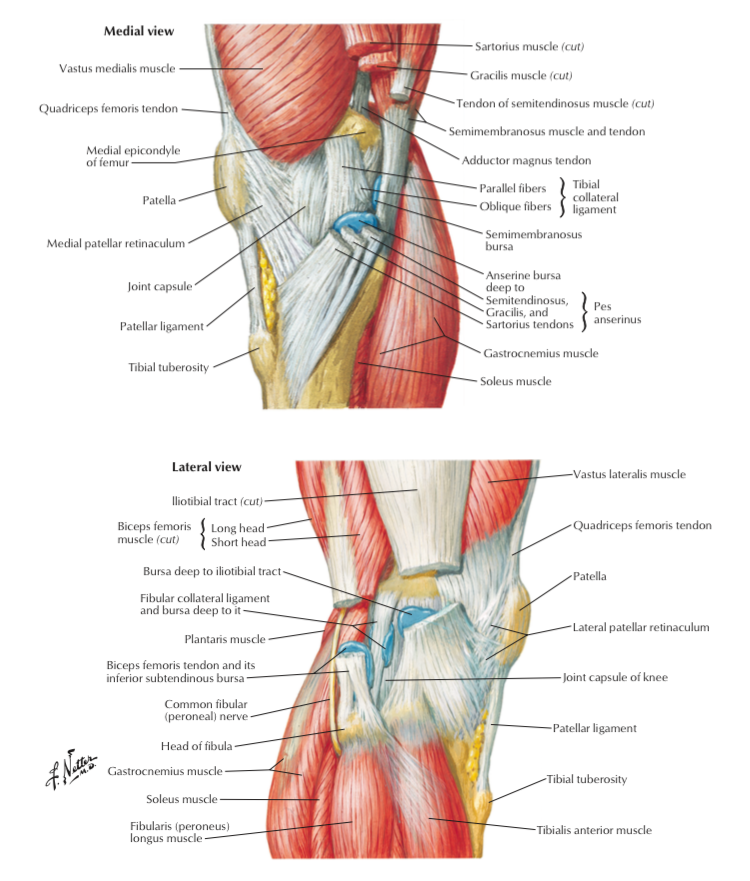 Medial view
Vastus medialis muscle
Quadriceps femoris tendon
Medial epicondyle
of femur
Patella
Medial patellar retinaculum
Joint capsule
Patellar ligament
Tibial tuberosity
Sartorius muscle (cut)
Gracilis muscle (cut)
Tendon of semitendinosus muscle (cut)
Semimembranosus muscle and tendon
Adductor magnus tendon
Parallel fibers
Oblique fibers
Tibial
collateral
ligament
Semimembranosus
bursa
Anserine bursa
deep to
Semitendinosus,
Gracilis, and
Sartorius tendons
Pes
anserinus
Gastrocnemius muscle
Soleus muscle
Lateral view
Iliotibial tract (cut)
Biceps femoris
muscle (cut)
Long head
Short head
Bursa deep to iliotibial tract
Fibular collateral ligament
and bursa deep to it
Plantaris muscle
Biceps femoris tendon and its
inferior subtendinous bursa
Common fibular
(peroneal) nerve
Head of fibula
Gastrocnemius muscle
Soleus muscle
Fibularis (peroneus)
longus muscle
Vastus lateralis muscle
Quadriceps femoris tendon
Patella
Lateral patellar retinaculum
Joint capsule of knee
Patellar ligament
Tibial tuberosity
Tibialis anterior muscle
F. Netter
M.D.